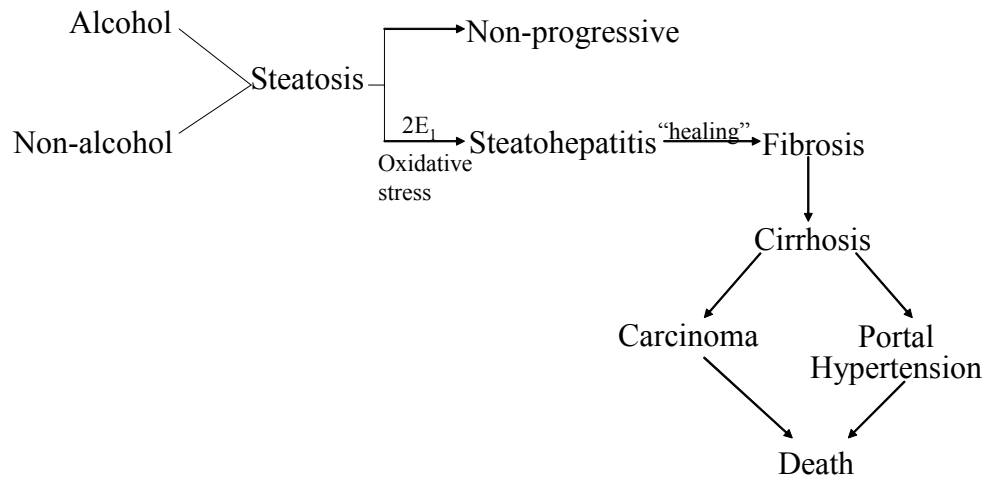 Alcohol
Non-progressive
Steatosis
Non-alcohol
2E1
Oxidative
stress
Steatohepatitis
“healing”
Fibrosis
Cirrhosis
Carcinoma
Portal
Hypertension
Death